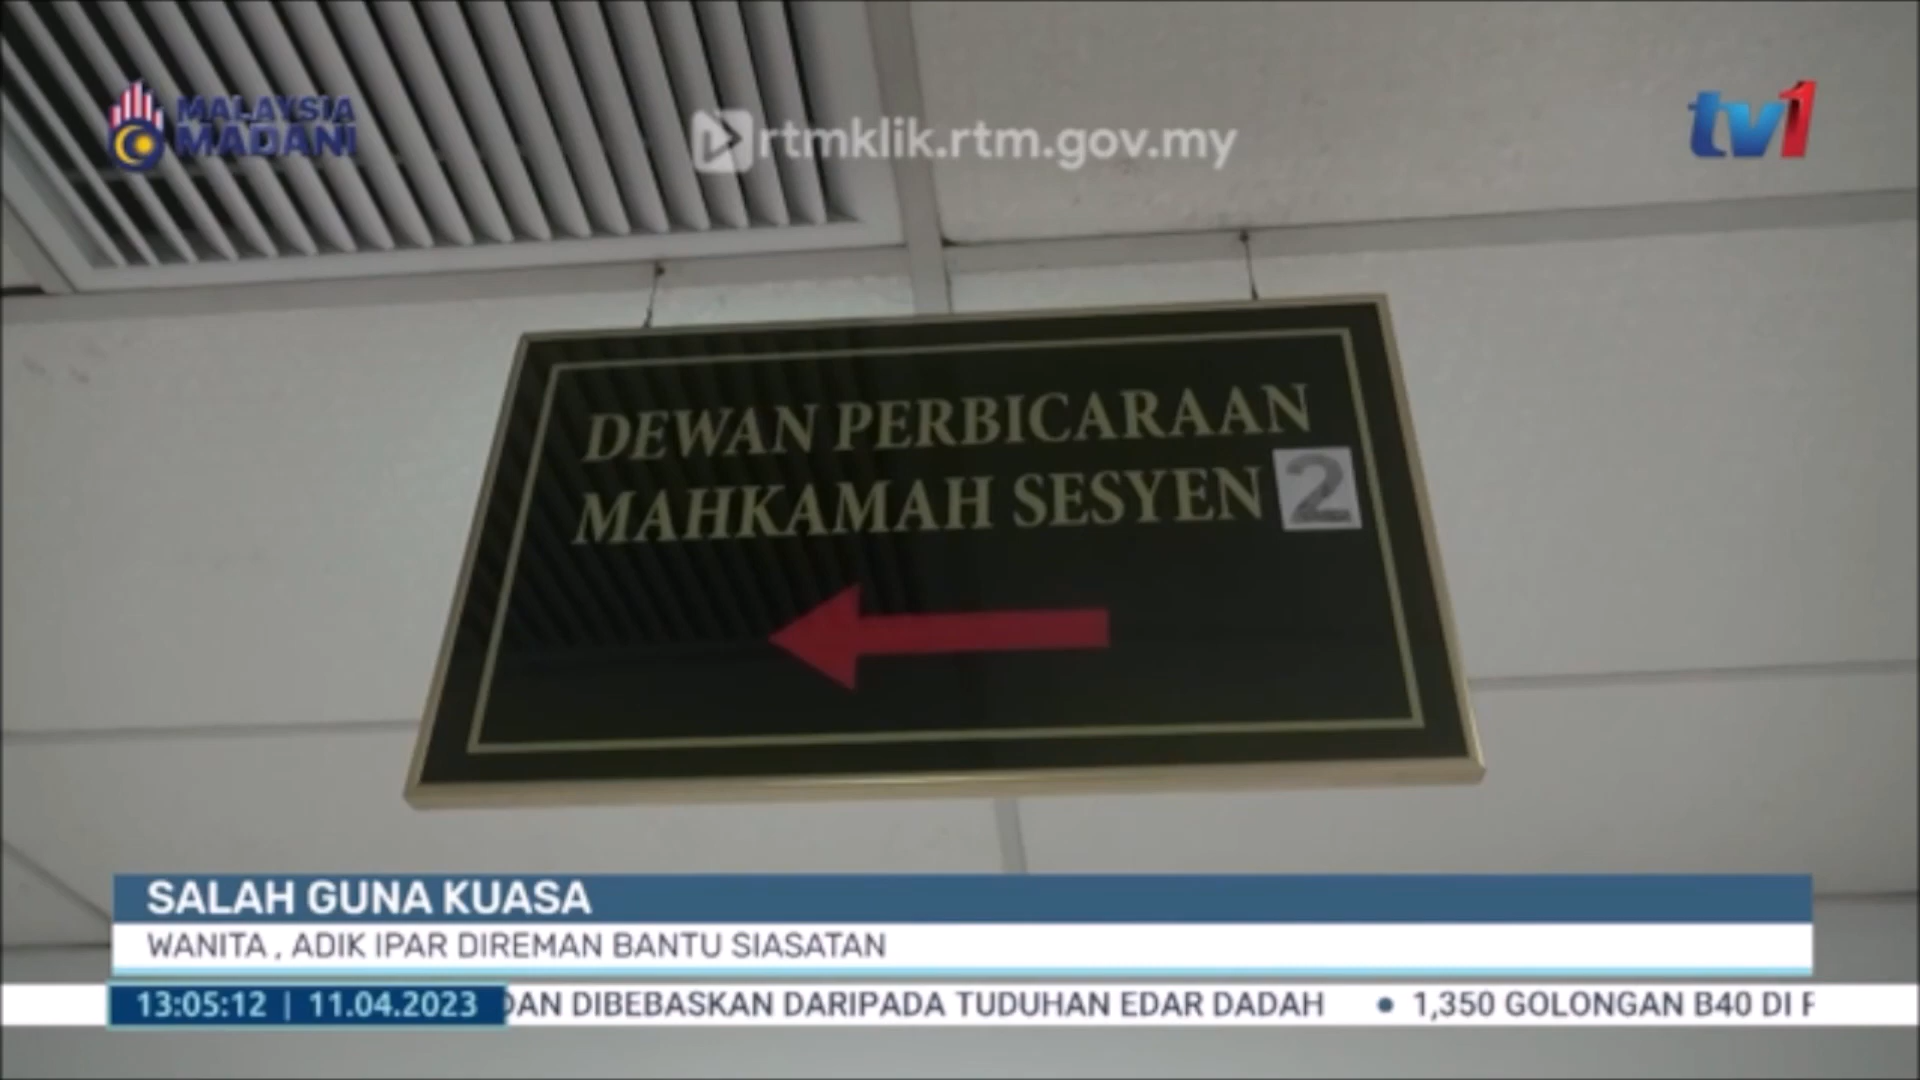 MALAYSIA
MADANI
rtmklik.rtm.gov.my
tv1
DEWAN PERBICARAAN
MAHKAMAH SESYEN 2
SALAH GUNA KUASA
WANITA , ADIK IPAR DIREMAN BANTU SIASATAN
13:05:12 | 11.04.2023
DAN DIBEBASKAN DARIPADA TUDUHAN EDAR DADAH • 1,350 GOLONGAN B40 DI